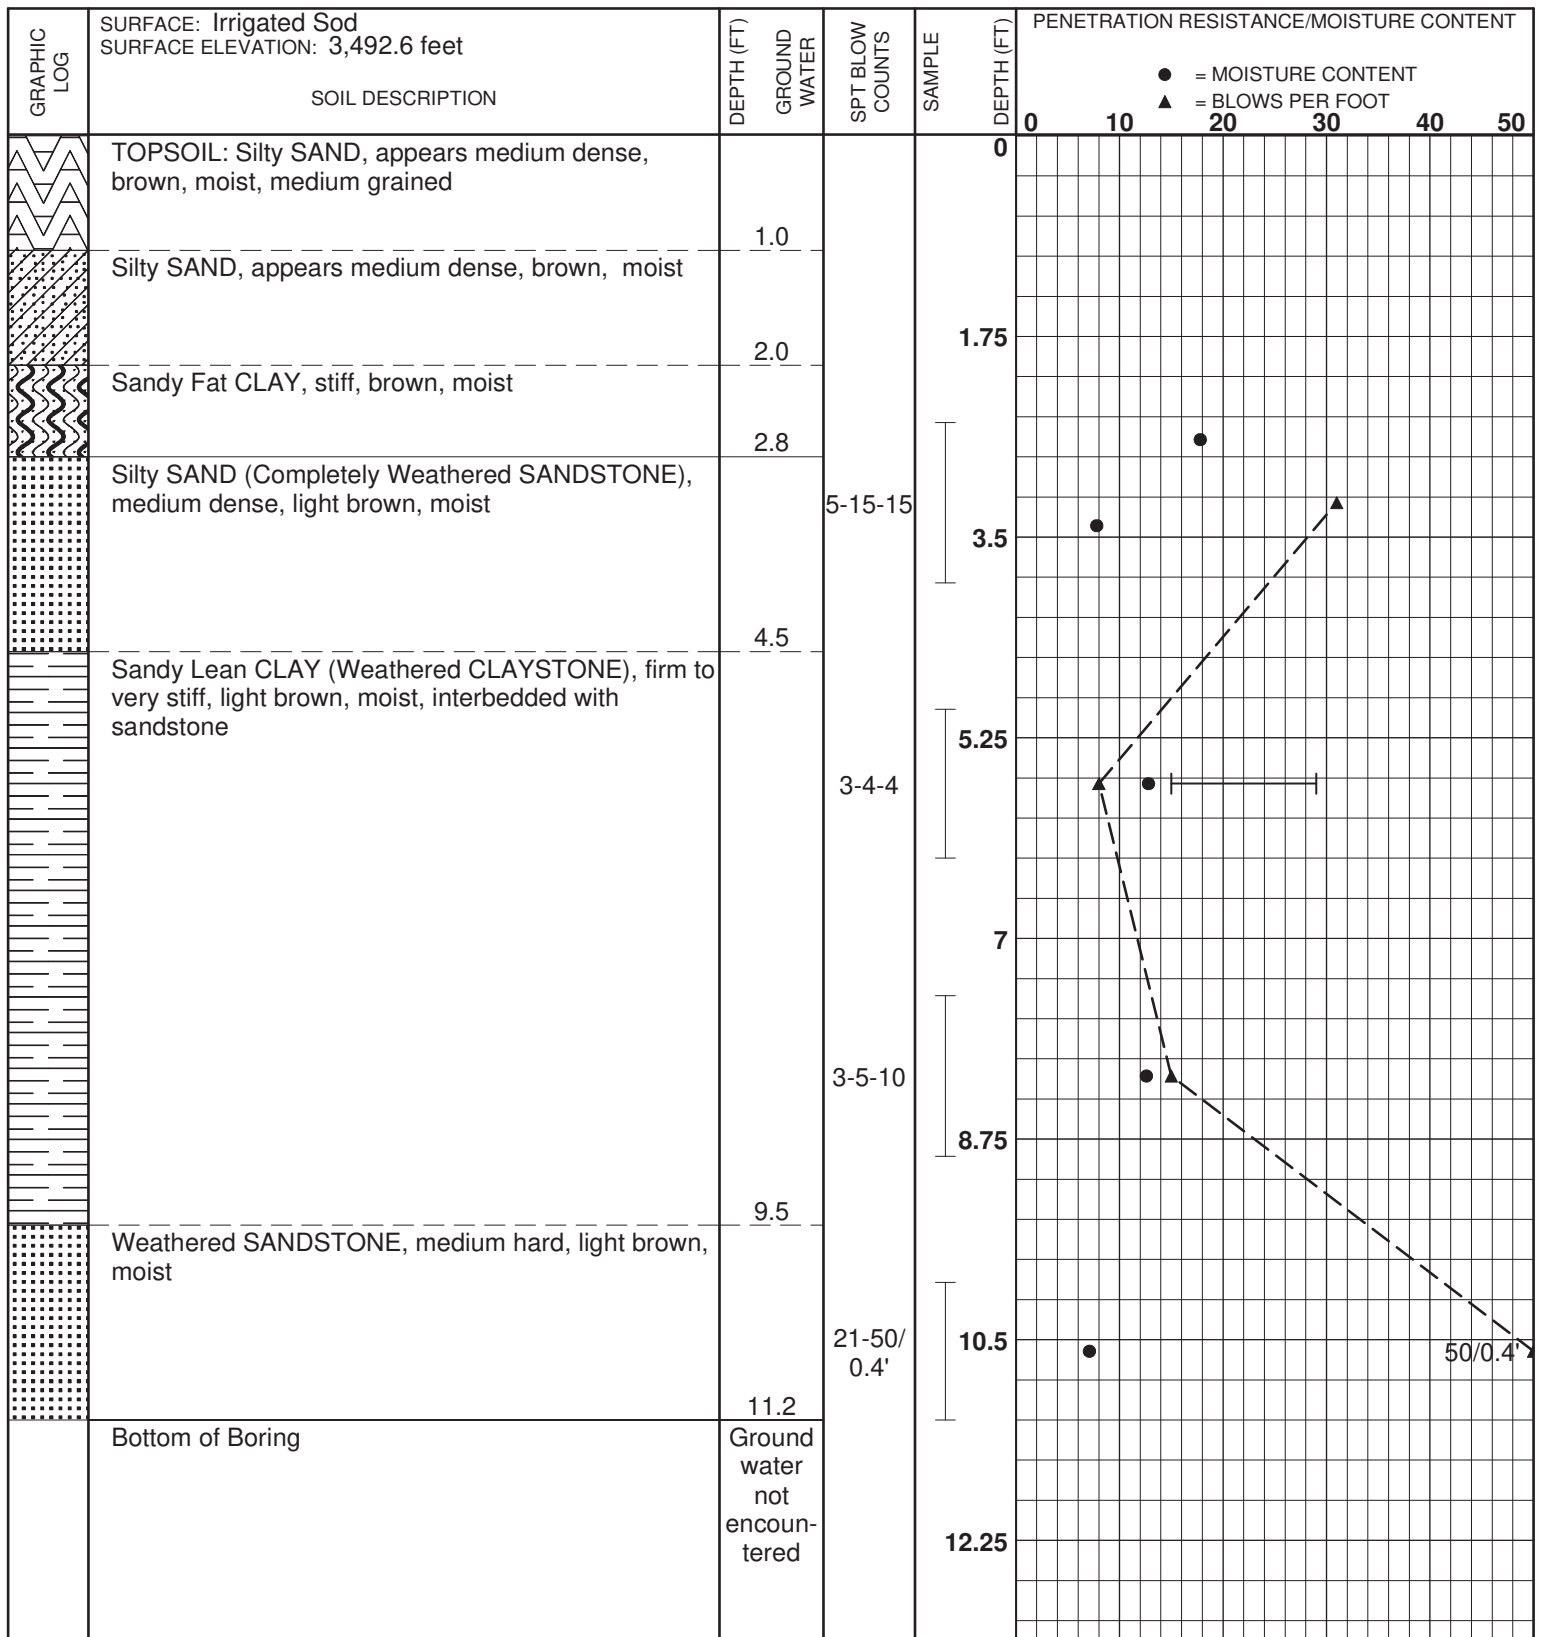 GRAPHIC
LOG
SURFACE: Irrigated Sod
SURFACE ELEVATION: 3,492.6 feet
SOIL DESCRIPTION
DEPTH (FT)
GROUND
WATER
SPT BLOW
COUNTS
SAMPLE
DEPTH (FT)
PENETRATION RESISTANCE/MOISTURE CONTENT
= MOISTURE CONTENT
= BLOWS PER FOOT
0 10 20 30 40 50
TOPSOIL: Silty SAND, appears medium dense,
brown, moist, medium grained
1.0
Silty SAND, appears medium dense, brown, moist
2.0
Sandy Fat CLAY, stiff, brown, moist
2.8
Silty SAND (Completely Weathered SANDSTONE),
medium dense, light brown, moist
4.5
Sandy Lean CLAY (Weathered CLAYSTONE), firm to
very stiff, light brown, moist, interbedded with
sandstone
9.5
Weathered SANDSTONE, medium hard, light brown,
moist
11.2
Bottom of Boring
Ground
water
not
encoun-
tered
5-15-15
3-4-4
3-5-10
21-50/
0.4'
0
1.75
3.5
5.25
7
8.75
10.5
12.25
50/0.4'